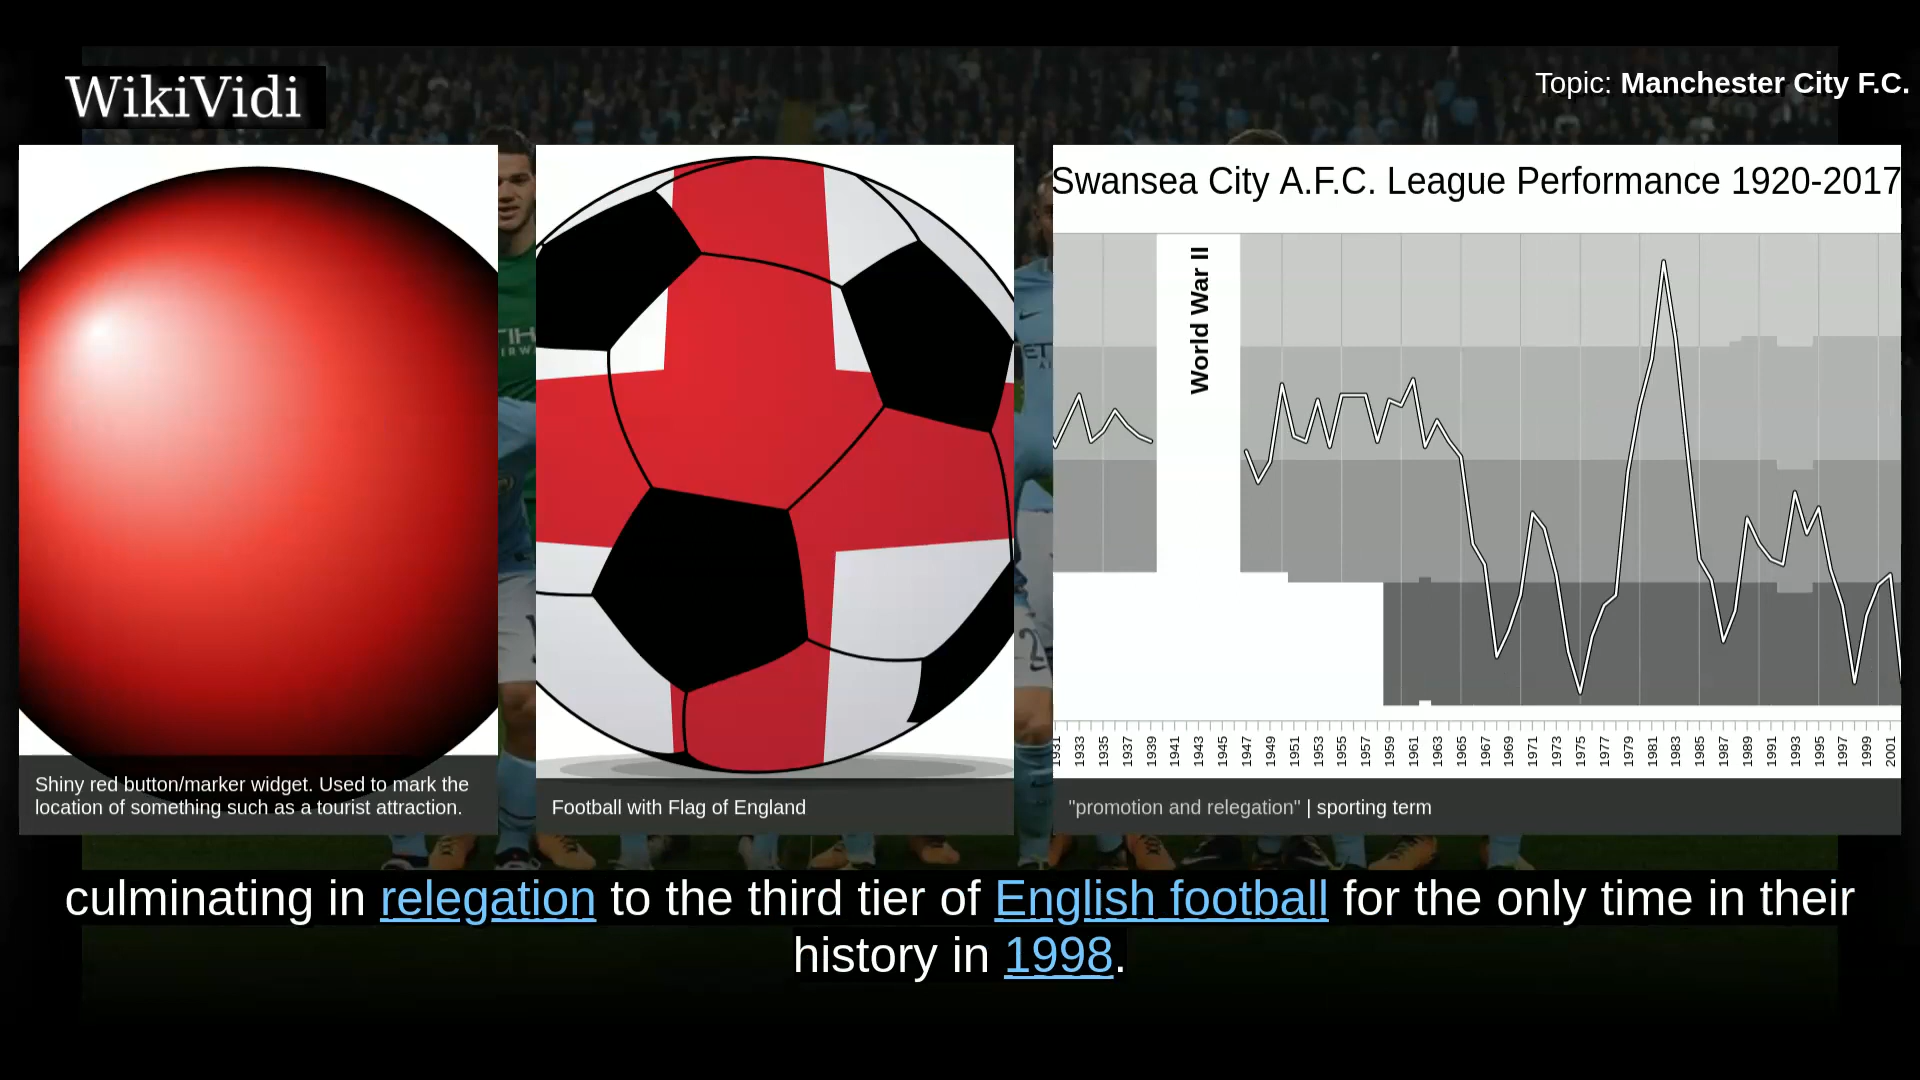 WikiVidi
Topic: Manchester City F.C.
Swansea City A.F.C. League Performance 1920-2017
World War II
1931 1933 1935 1937 1939 1941 1943 1945 1947 1949 1951 1953 1955 1957 1959 1961 1963 1965 1967 1969 1971 1973 1975 1977 1979 1981 1983 1985 1987 1989 1991 1993 1995 1997 1999 2001
Shiny red button/marker widget. Used to mark the
location of something such as a tourist attraction.
Football with Flag of England
"promotion and relegation" | sporting term
culminating in relegation to the third tier of English football for the only time in their
history in 1998.